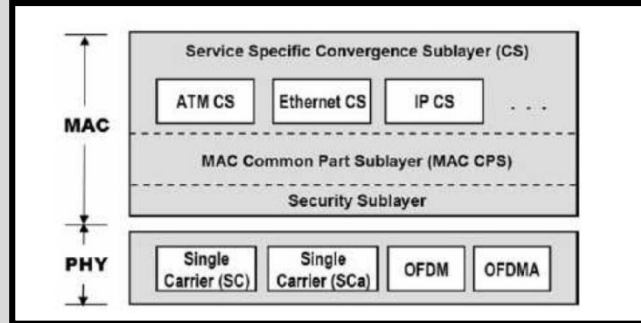 Service Specific Convergence Sublayer (CS)
ATM CS
Ethernet CS
IP CS
. . .
MAC
MAC Common Part Sublayer (MAC CPS)
Security Sublayer
PHY
Single
Carrier (SC)
Single
Carrier (SCa)
OFDM
OFDMA